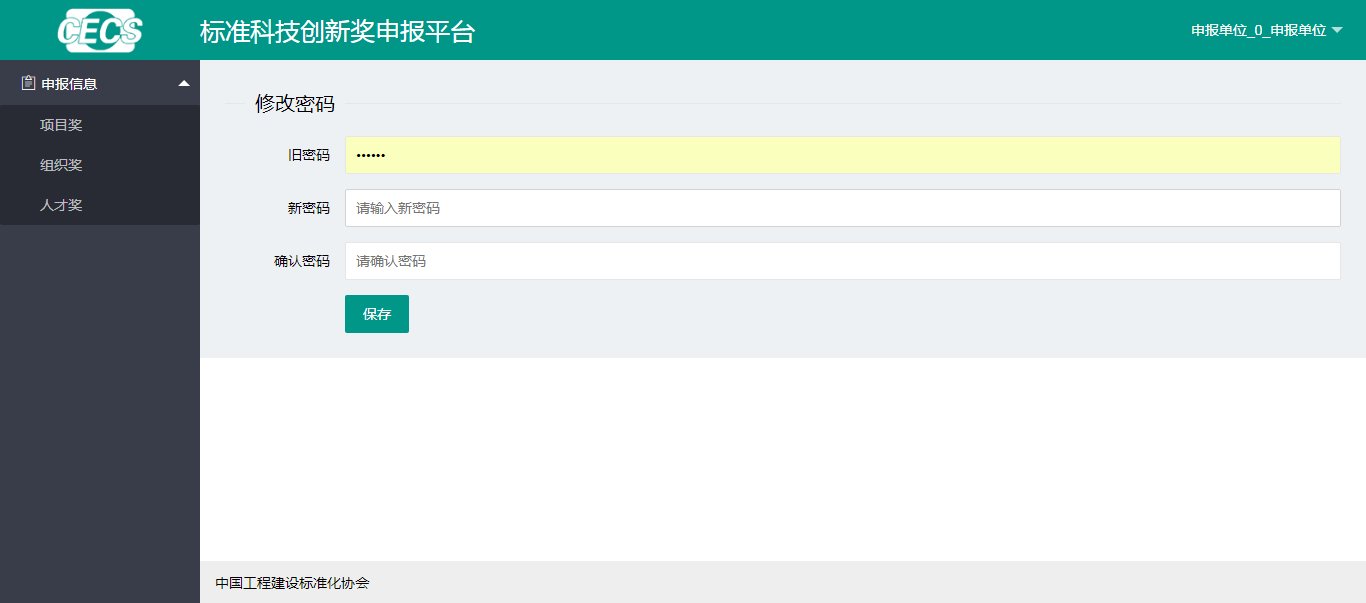 CECS
标准科技创新奖申报平台
申报单位_0_申报单位
申报信息
项目奖
组织奖
人才奖
修改密码
旧密码
••••••
新密码
请输入新密码
确认密码
请确认密码
保存
中国工程建设标准化协会